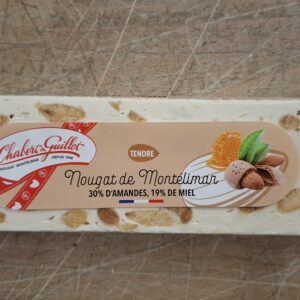 Chabert & Guillot
NOUGAT MONTÉLIMAR DEPUIS 1848
TENDRE
Nougat de Montélimar
30% D'AMANDES, 19% DE MIEL